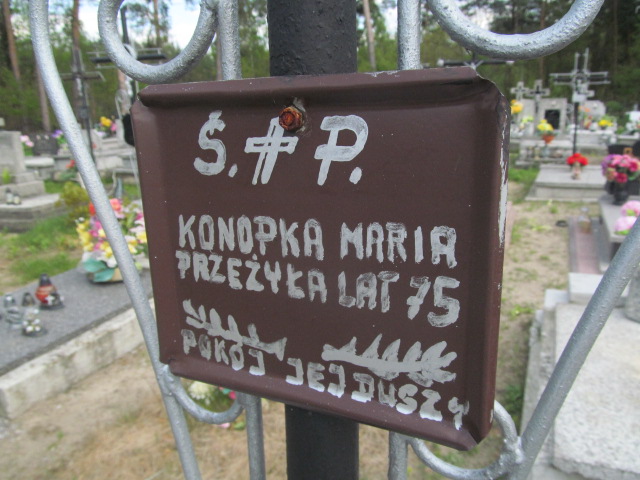 Ś. † P.
KONOPKA MARIA
PRZEŻYŁA LAT 75
POKÓJ JEJ DUSZY